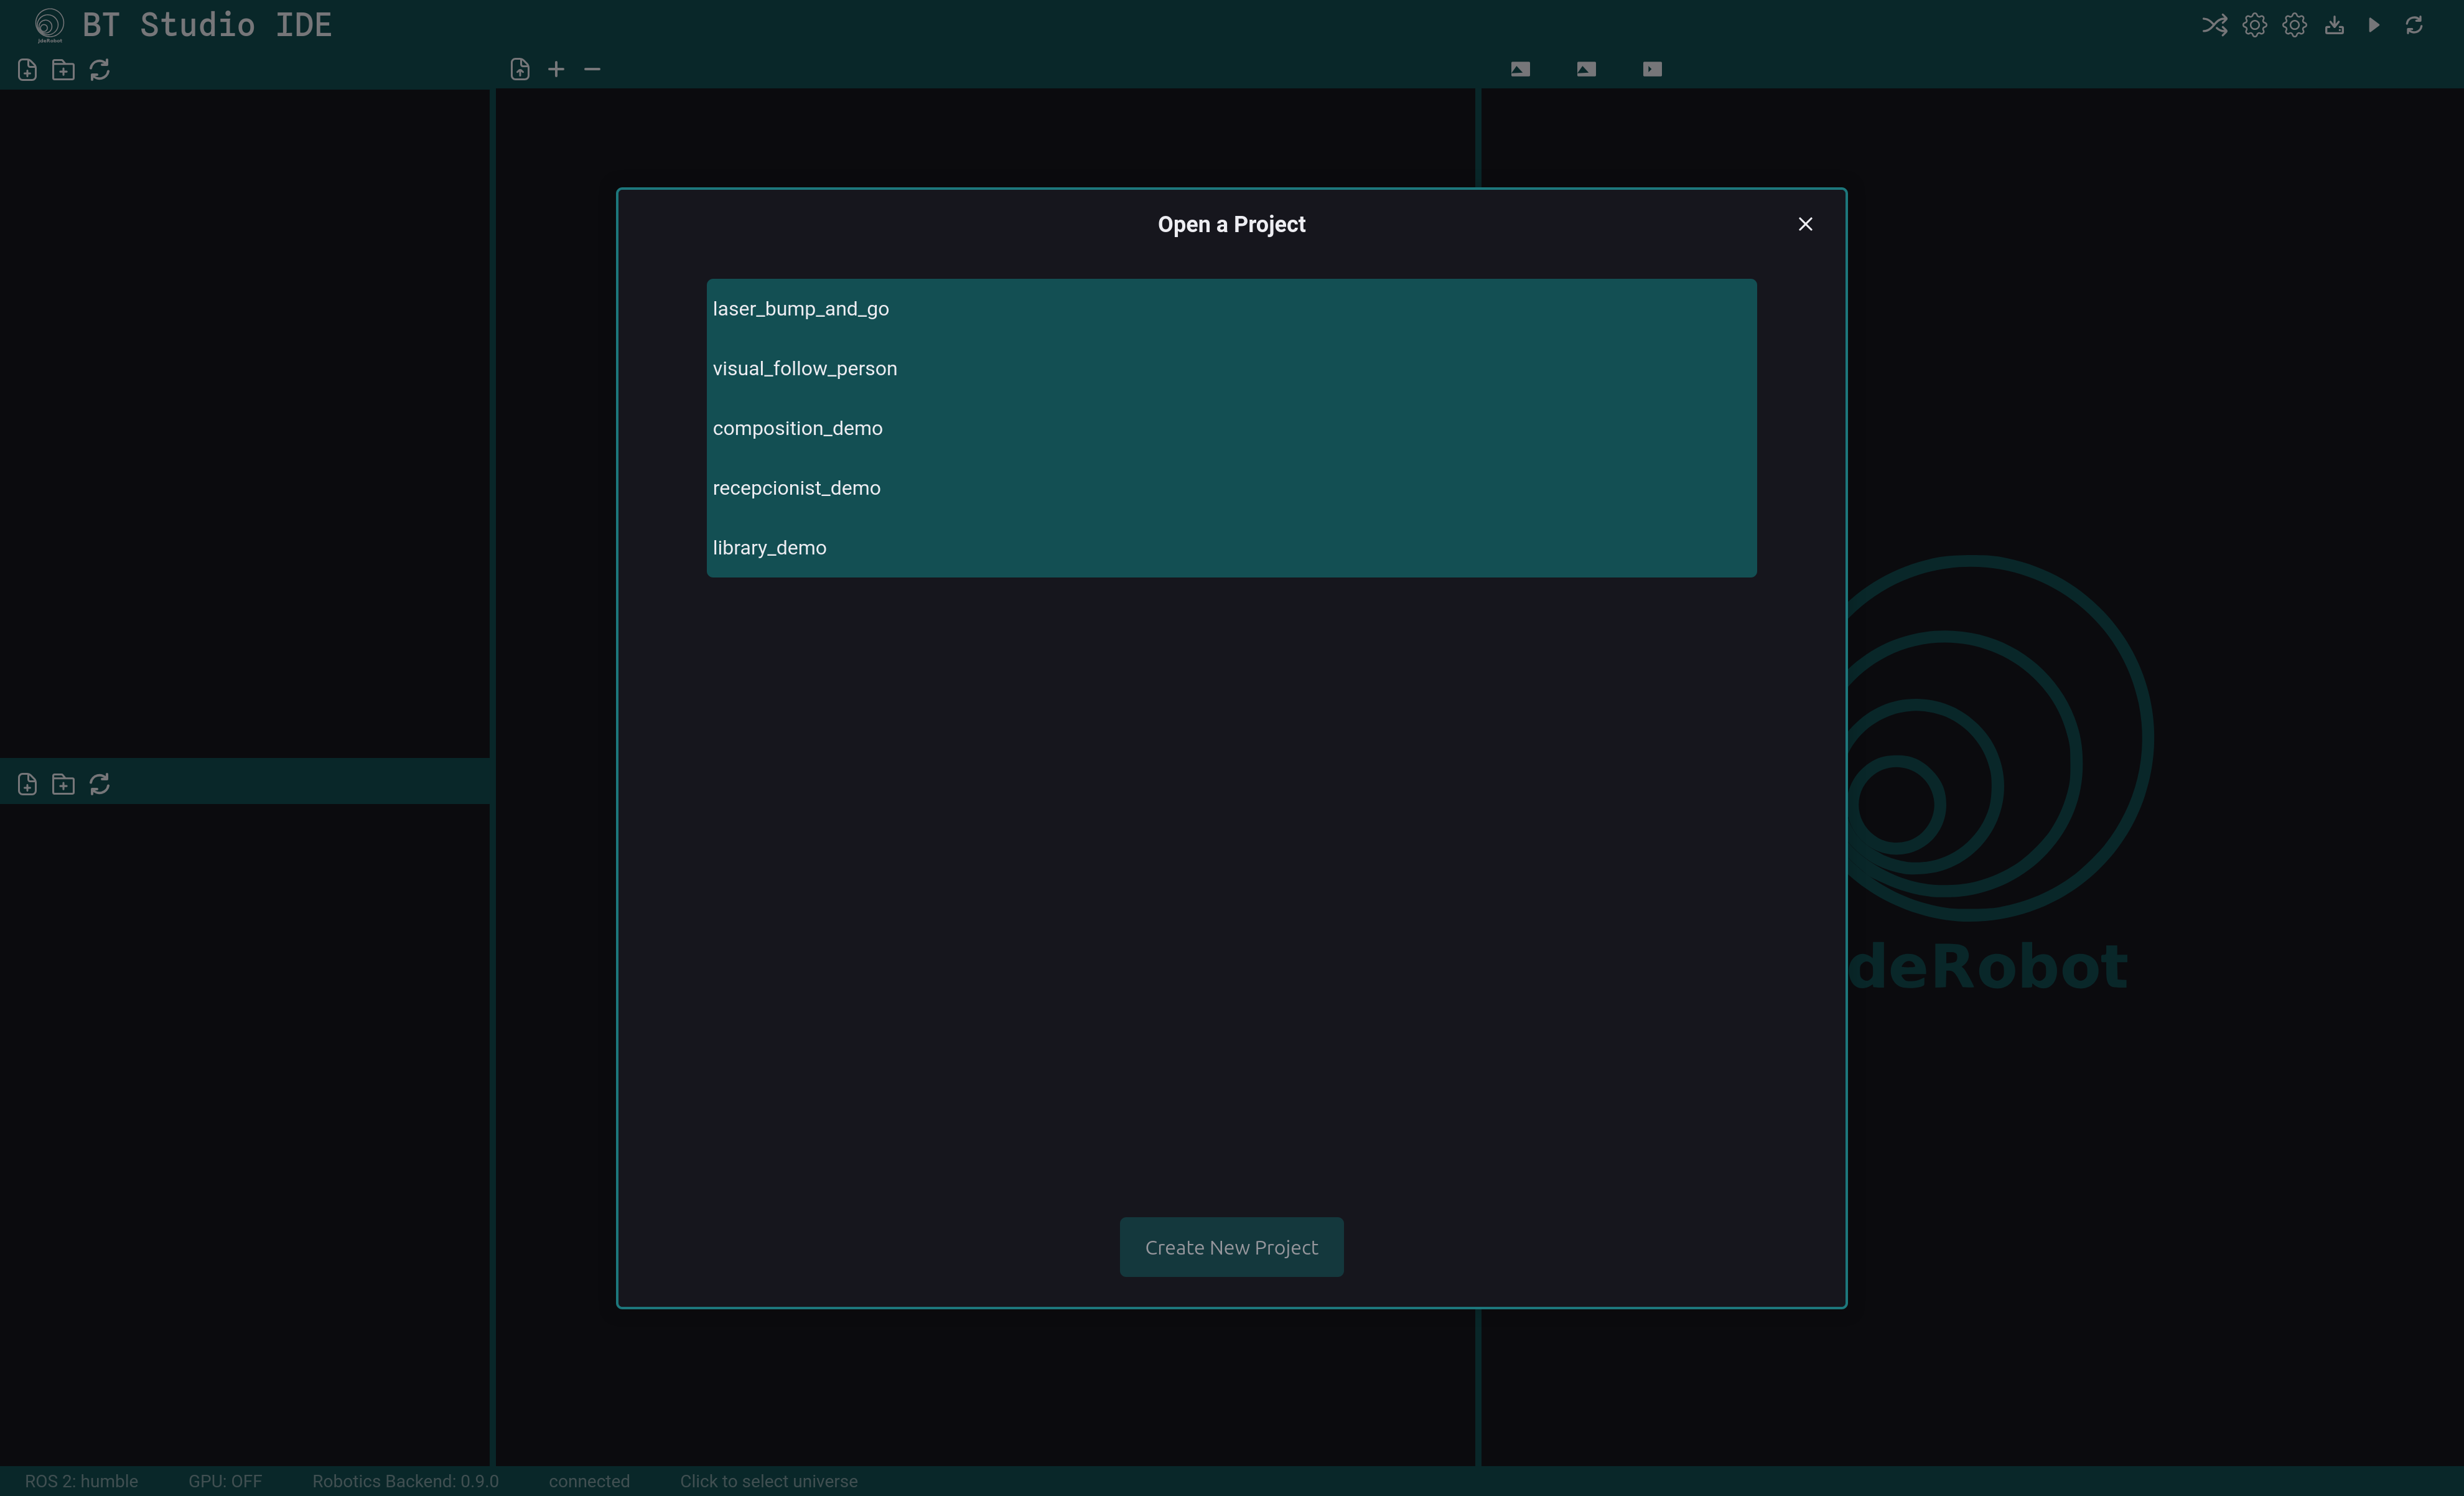 BT Studio IDE
Open a Project
laser_bump_and_go
visual_follow_person
composition_demo
recepcionist_demo
library_demo
deRobot
Create New Project
ROS 2: humble GPU: OFF Robotics Backend: 0.9.0 connected Click to select universe